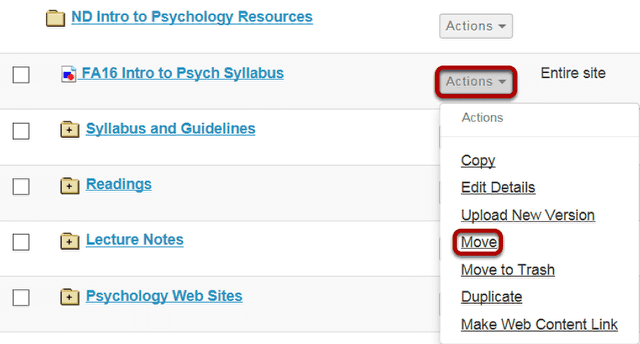 ND Intro to Psychology Resources
Actions
FA16 Intro to Psych Syllabus
Actions
Entire site
Syllabus and Guidelines
Readings
Lecture Notes
Psychology Web Sites
Actions
Copy
Edit Details
Upload New Version
Move
Move to Trash
Duplicate
Make Web Content Link